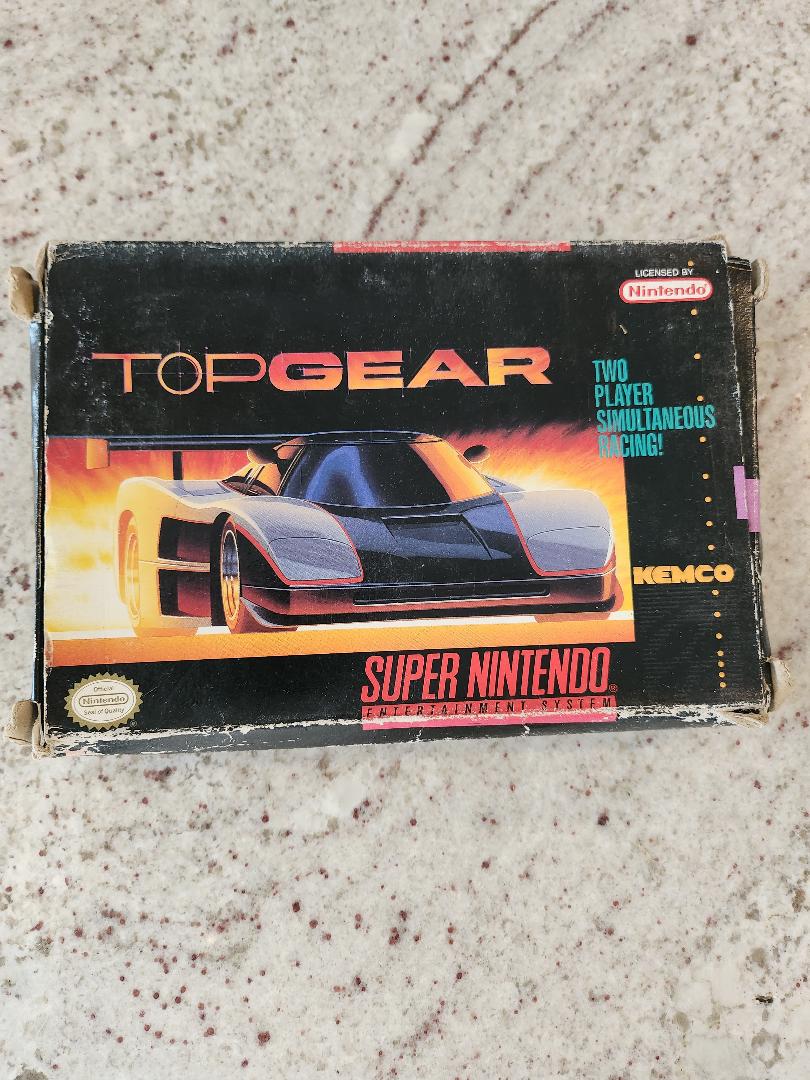 LICENSED BY
Nintendo®
TOPGEAR
TWO
PLAYER
SIMULTANEOUS
RACING!
KEMCO
SUPER NINTENDO®
ENTERTAINMENT SYSTEM
Official
Nintendo
Seal of Quality